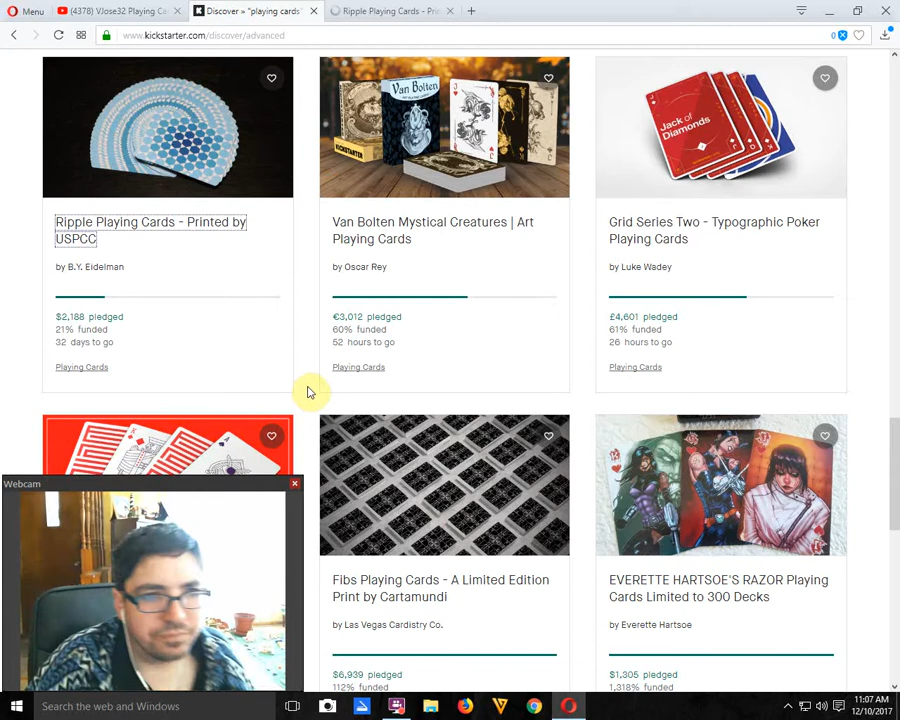 Menu
(4378) VJose32 Playing Ca
Discover » "playing cards"
Ripple Playing Cards - Prin
www.kickstarter.com/discover/advanced
0
Van Bolten
KICKSTARTER
Jack of
Diamonds
Ripple Playing Cards - Printed by
USPCC
by B.Y. Eidelman
$2,188 pledged
21% funded
32 days to go
Playing Cards
Van Bolten Mystical Creatures | Art
Playing Cards
by Oscar Rey
€3,012 pledged
60% funded
52 hours to go
Playing Cards
Grid Series Two - Typographic Poker
Playing Cards
by Luke Wadey
£4,601 pledged
61% funded
26 hours to go
Playing Cards
Webcam
Fibs Playing Cards - A Limited Edition
Print by Cartamundi
by Las Vegas Cardistry Co.
$6,939 pledged
112% funded
EVERETTE HARTSOE'S RAZOR Playing
Cards Limited to 300 Decks
by Everette Hartsoe
$1,305 pledged
1,318% funded
Search the web and Windows
11:07 AM
12/10/2017